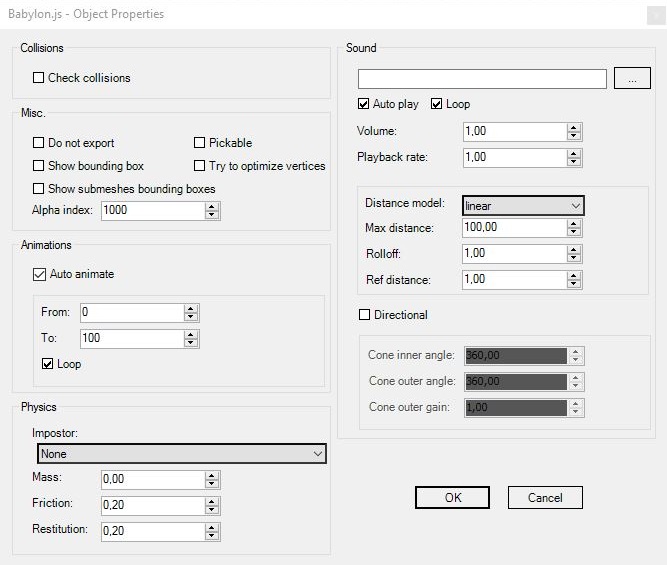 Babylon.js - Object Properties
Collisions
Check collisions
Misc.
Do not export
Pickable
Show bounding box
Try to optimize vertices
Show submeshes bounding boxes
Alpha index: 1000
Animations
Auto animate
From: 0
To: 100
Loop
Physics
Impostor:
None
Mass: 0,00
Friction: 0,20
Restitution: 0,20
Sound
...
Auto play
Loop
Volume: 1,00
Playback rate: 1,00
Distance model: linear
Max distance: 100,00
Rolloff: 1,00
Ref distance: 1,00
Directional
Cone inner angle: 360,00
Cone outer angle: 360,00
Cone outer gain: 1,00
OK
Cancel